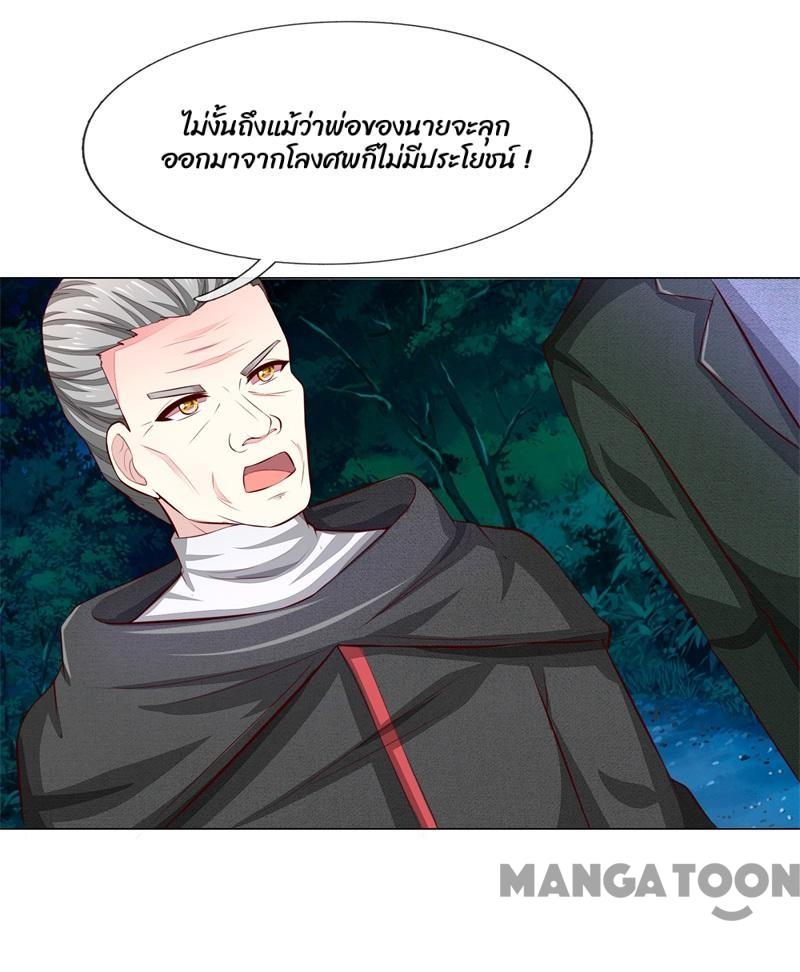 ไม่งั้นถึงแม้ว่าพ่อของนายจะลุก
ออกมาจากโลงศพก็ไม่มีประโยชน์ !
MANGATOON